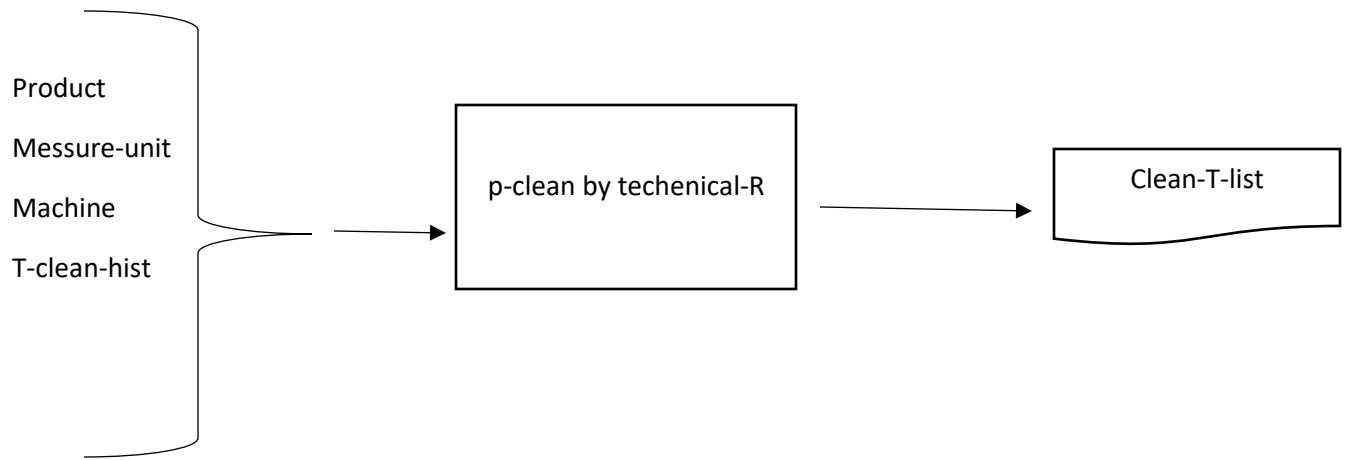 Product
Messure-unit
Machine
T-clean-hist
p-clean by techenical-R
Clean-T-list